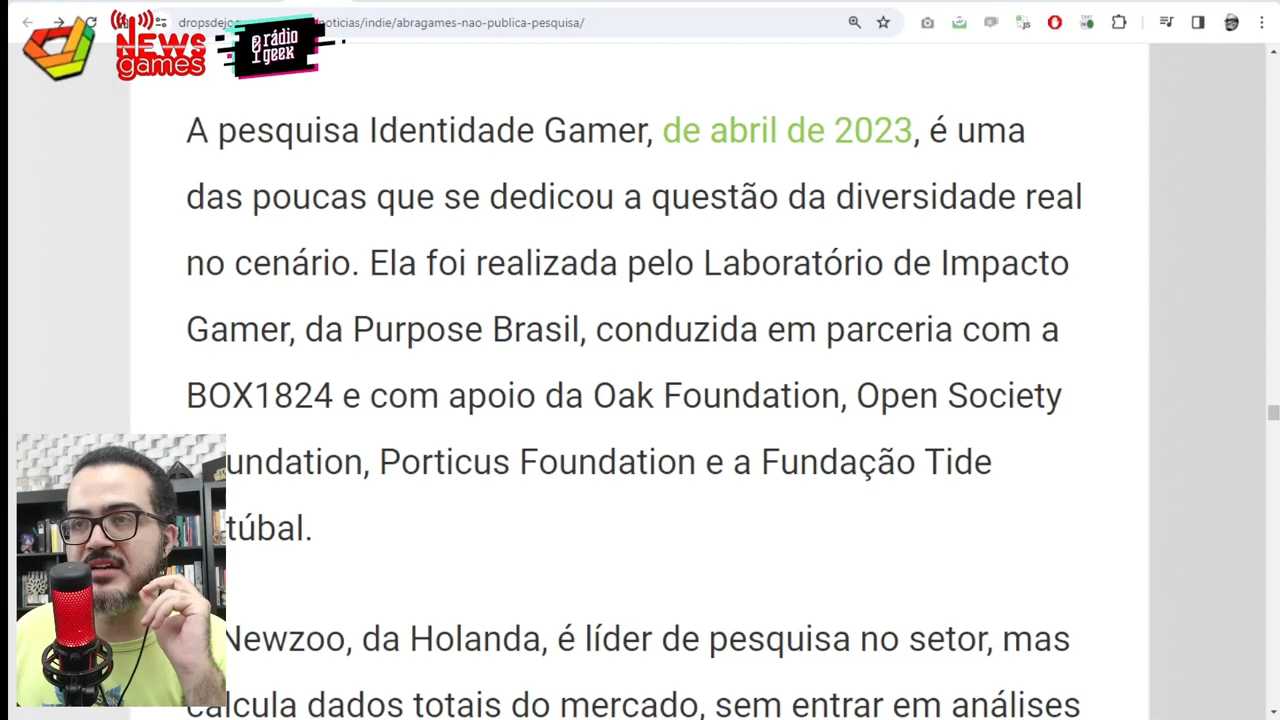 dropsdejo
noticias/indie/abragames-nao-publica-pesquisa/
NEWS
games
rádio
geek
A pesquisa Identidade Gamer, de abril de 2023, é uma
das poucas que se dedicou a questão da diversidade real
no cenário. Ela foi realizada pelo Laboratório de Impacto
Gamer, da Purpose Brasil, conduzida em parceria com a
BOX1824 e com apoio da Oak Foundation, Open Society
undation, Porticus Foundation e a Fundação Tide
túbal.
Newzoo, da Holanda, é líder de pesquisa no setor, mas
calcula dados totais do mercado, sem entrar em análises